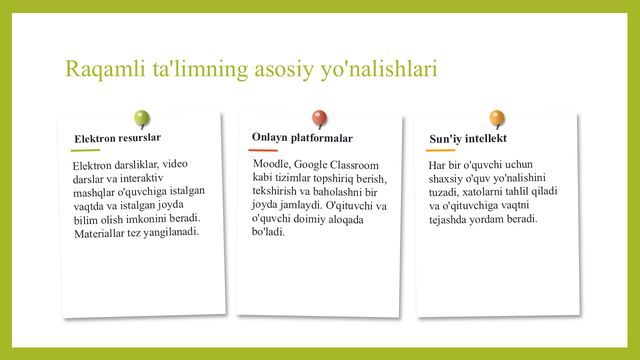 Raqamli ta'limning asosiy yo'nalishlari
Elektron resurslar
Elektron darsliklar, video
darslar va interaktiv
mashqlar o'quvchiga istalgan
vaqtda va istalgan joyda
bilim olish imkonini beradi.
Materiallar tez yangilanadi.
Onlayn platformalar
Moodle, Google Classroom
kabi tizimlar topshiriq berish,
tekshirish va baholashni bir
joyda jamlaydi. O'qituvchi va
o'quvchi doimiy aloqada
bo'ladi.
Sun'iy intellekt
Har bir o'quvchi uchun
shaxsiy o'quv yo'nalishini
tuzadi, xatolarni tahlil qiladi
va o'qituvchiga vaqtni
tejashda yordam beradi.